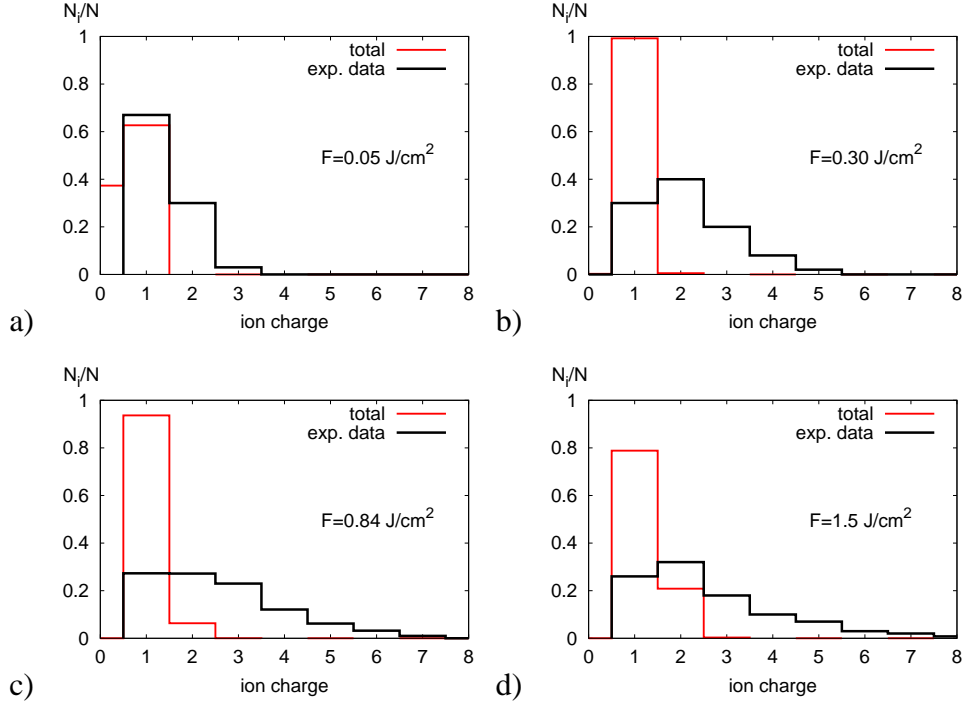 N_i/N
total
exp. data
F=0.05 J/cm^2
1
0.8
0.6
0.4
0.2
0
0 1 2 3 4 5 6 7 8
ion charge
a)
N_i/N
total
exp. data
F=0.30 J/cm^2
1
0.8
0.6
0.4
0.2
0
0 1 2 3 4 5 6 7 8
ion charge
b)
N_i/N
total
exp. data
F=0.84 J/cm^2
1
0.8
0.6
0.4
0.2
0
0 1 2 3 4 5 6 7 8
ion charge
c)
N_i/N
total
exp. data
F=1.5 J/cm^2
1
0.8
0.6
0.4
0.2
0
0 1 2 3 4 5 6 7 8
ion charge
d)